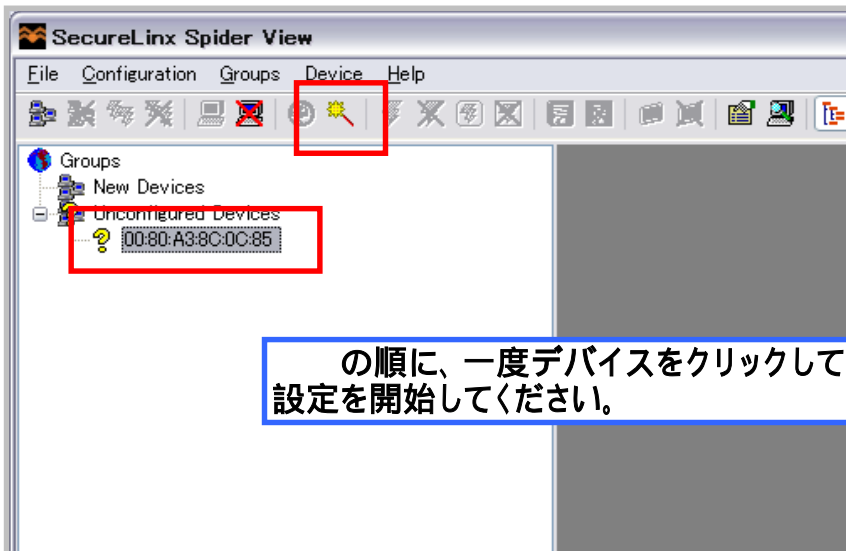 SecureLinx Spider View
File Configuration Groups Device Help
Groups
New Devices
Unconfigured Devices
00:80:A3:8C:0C:85
の順に、一度デバイスをクリックして
設定を開始してください。